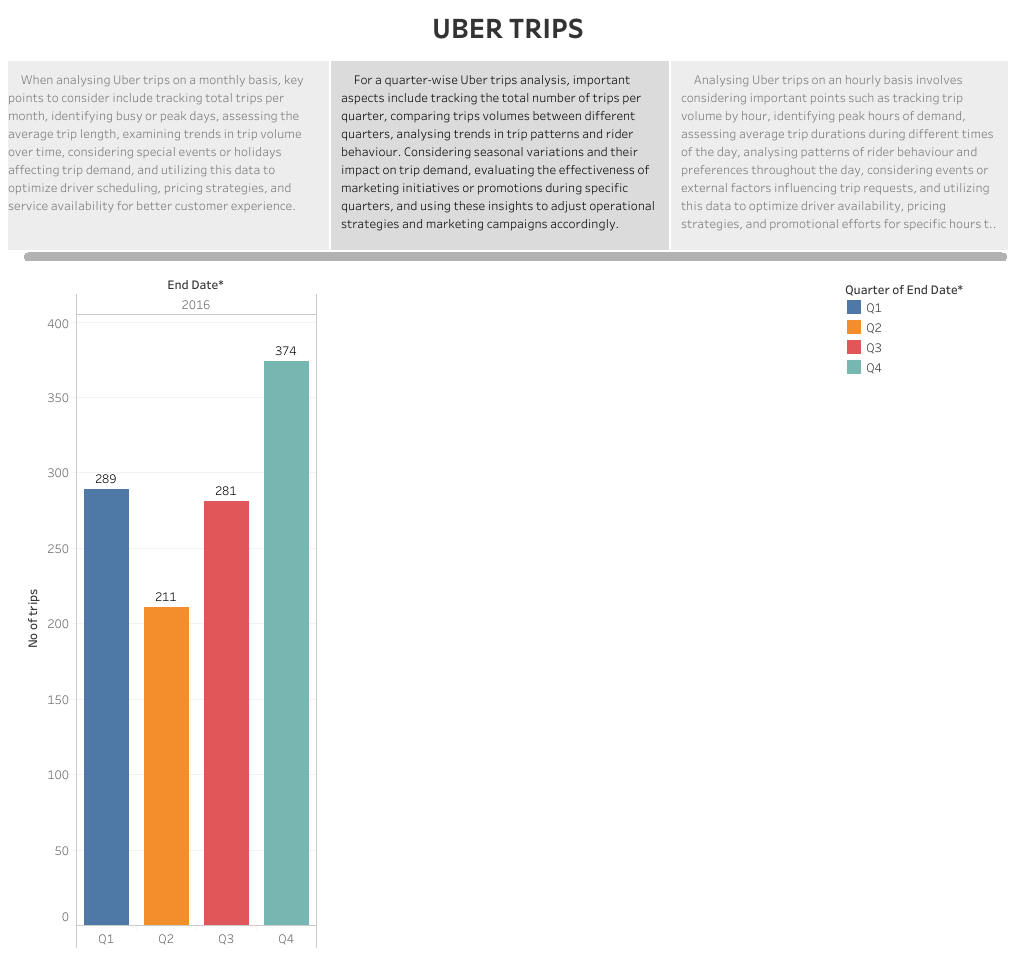 UBER TRIPS
When analysing Uber trips on a monthly basis, key
points to consider include tracking total trips per
month, identifying busy or peak days, assessing the
average trip length, examining trends in trip volume
over time, considering special events or holidays
affecting trip demand, and utilizing this data to
optimize driver scheduling, pricing strategies, and
service availability for better customer experience.
For a quarter-wise Uber trips analysis, important
aspects include tracking the total number of trips per
quarter, comparing trips volumes between different
quarters, analysing trends in trip patterns and rider
behaviour. Considering seasonal variations and their
impact on trip demand, evaluating the effectiveness of
marketing initiatives or promotions during specific
quarters, and using these insights to adjust operational
strategies and marketing campaigns accordingly.
Analysing Uber trips on an hourly basis involves
considering important points such as tracking trip
volume by hour, identifying peak hours of demand,
assessing average trip durations during different times
of the day, analysing patterns of rider behaviour and
preferences throughout the day, considering events or
external factors influencing trip requests, and utilizing
this data to optimize driver availability, pricing
strategies, and promotional efforts for specific hours t..
End Date*
2016
400
350
300
250
200
150
100
50
0
No of trips
289
211
281
374
Q1
Q2
Q3
Q4
Quarter of End Date*
Q1
Q2
Q3
Q4